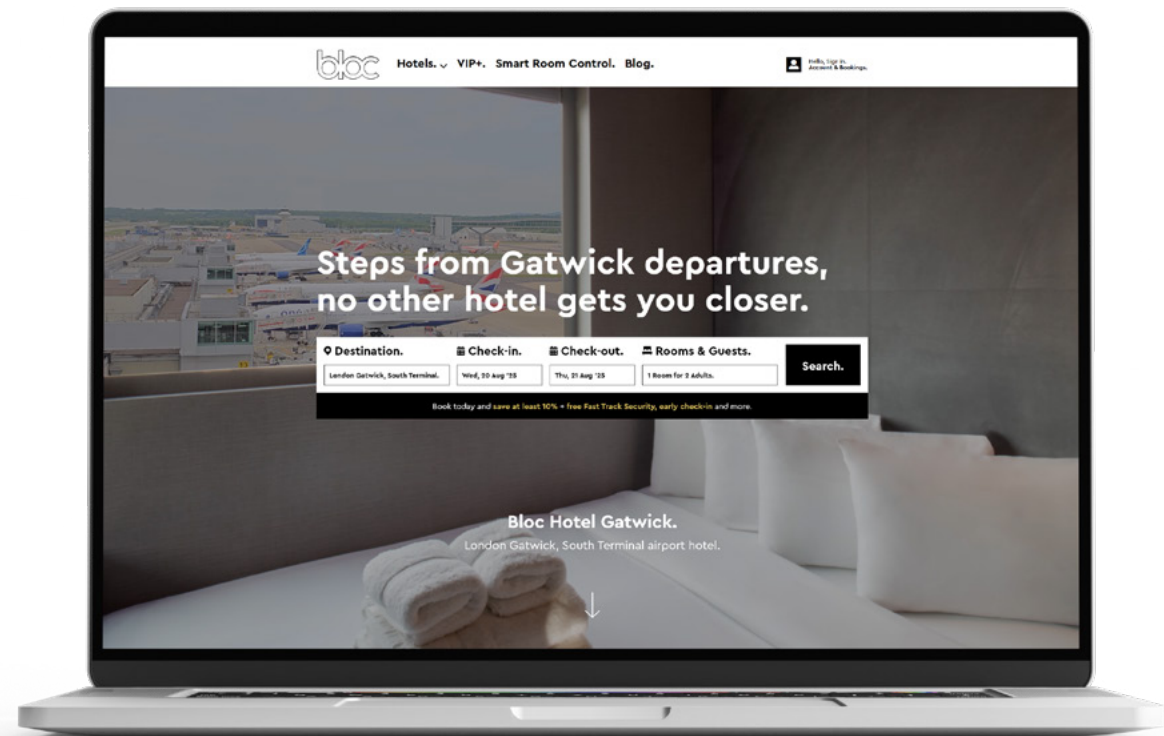 bloc
Hotels. VIP+. Smart Room Control. Blog.
Hello, Sign in.
Account & Bookings.
Steps from Gatwick departures,
no other hotel gets you closer.
Destination. Check-in. Check-out. Rooms & Guests.
London Gatwick, South Terminal. Wed, 20 Aug '25 Thu, 21 Aug '25 1 Room for 2 Adults.
Search.
Book today and save at least 10% + free Fast Track Security, early check-in and more.
Bloc Hotel Gatwick.
London Gatwick, South Terminal airport hotel.